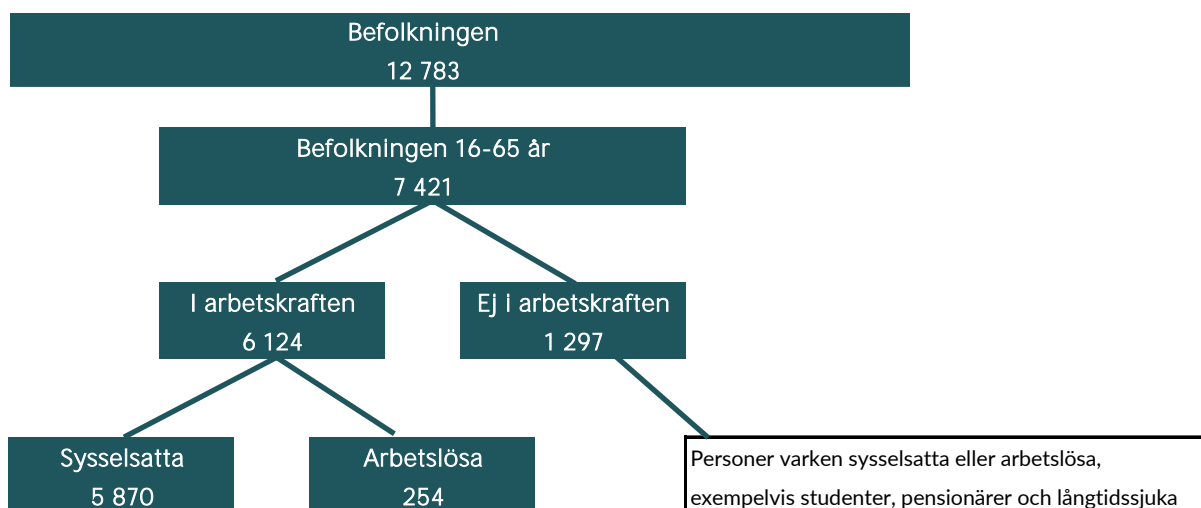 Befolkningen
12 783
Befolkningen 16-65 år
7 421
I arbetskraften
6 124
Ej i arbetskraften
1 297
Sysselsatta
5 870
Arbetslösa
254
Personer varken sysselsatta eller arbetslösa,
exempelvis studenter, pensionärer och långtidssjuka